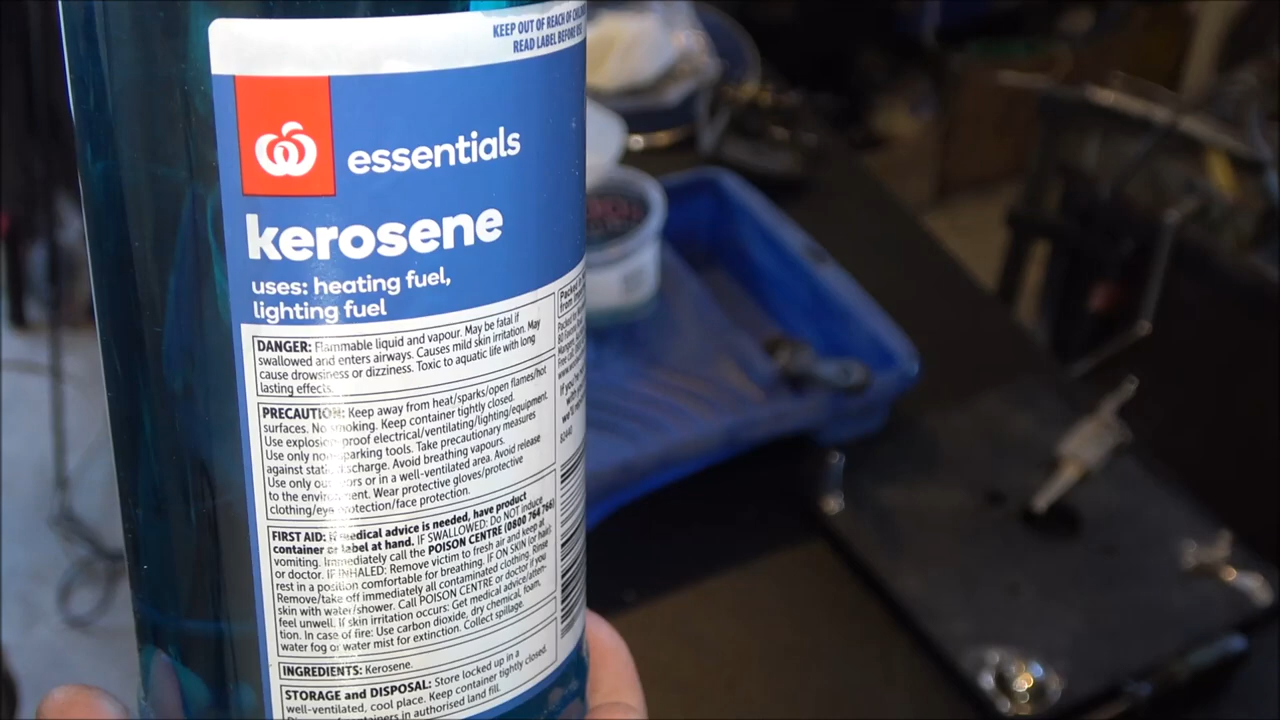 KEEP OUT OF REACH OF
READ LABEL BEFORE USE
essentials
kerosene
uses: heating fuel,
lighting fuel
DANGER: Flammable liquid and vapour. May be fatal if
swallowed and enters airways. Causes mild skin irritation. May
cause drowsiness or dizziness. Toxic to aquatic life with long
lasting effects.
PRECAUTION: Keep away from heat/sparks/open flames/hot
surfaces. No smoking. Keep container tightly closed.
Use explosion-proof electrical/ventilating/lighting/equipment.
Use only non-sparking tools. Take precautionary measures
against static discharge. Avoid breathing vapours.
Use only outdoors or in a well-ventilated area. Avoid release
to the environment. Wear protective gloves/protective
clothing/eye protection/face protection.
FIRST AID: If medical advice is needed, have product
container or label at hand. IF SWALLOWED: Do NOT induce
vomiting. Immediately call the POISON CENTRE (0800 764 766)
or doctor. IF INHALED: Remove victim to fresh air and keep at
rest in a position comfortable for breathing. IF ON SKIN (or hair):
Remove/take off immediately all contaminated clothing. Rinse
skin with water/shower. Call POISON CENTRE or doctor if you
feel unwell. If skin irritation occurs: Get medical advice/atten-
tion. In case of fire: Use carbon dioxide, dry chemical, foam,
water fog or water mist for extinction. Collect spillage.
INGREDIENTS: Kerosene.
STORAGE and DISPOSAL: Store locked up in a
well-ventilated, cool place. Keep container tightly closed.
containers in authorised land fill.
Packed